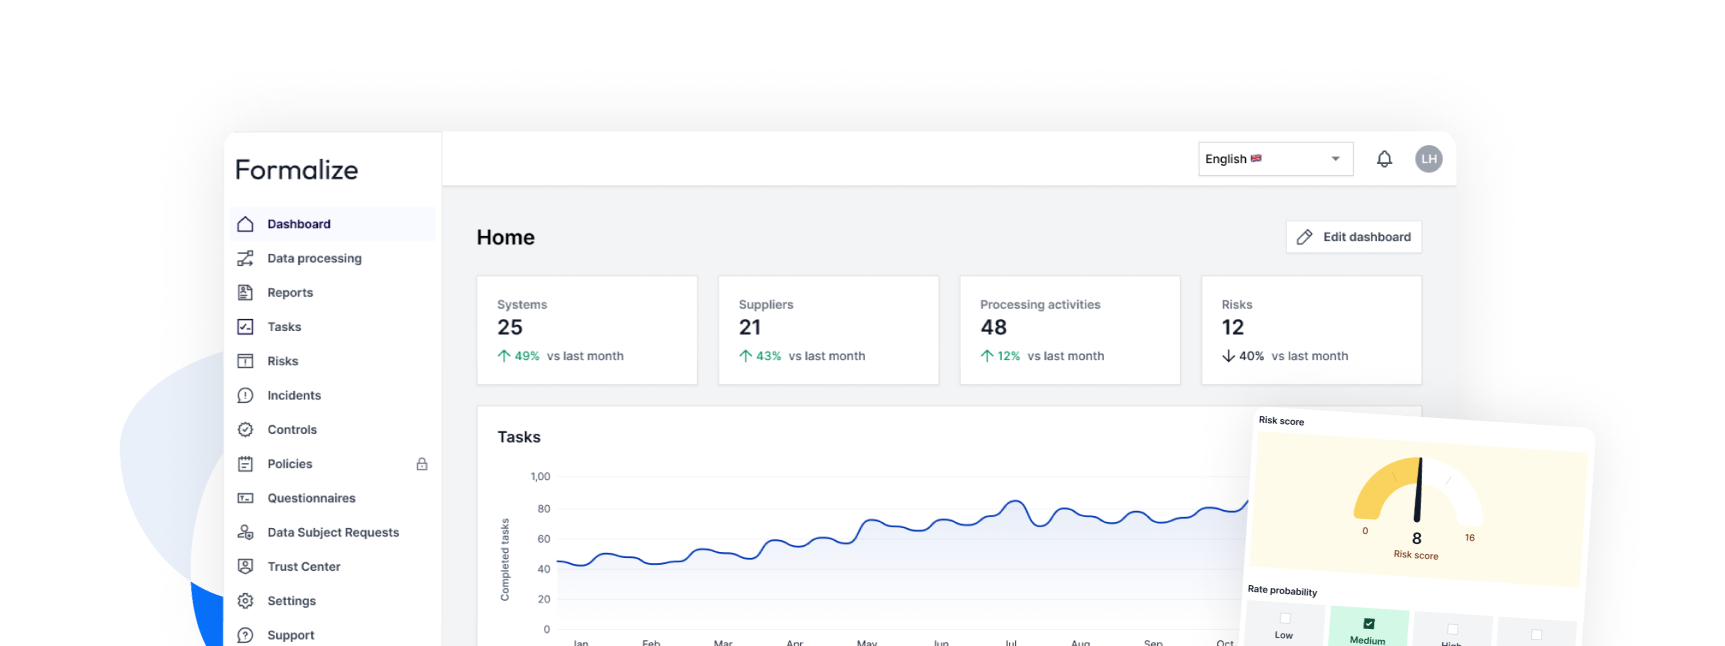 Formalize
English
LH
Dashboard
Data processing
Reports
Tasks
Risks
Incidents
Controls
Policies
Questionnaires
Data Subject Requests
Trust Center
Settings
Support
Home
Edit dashboard
Systems
25
49% vs last month
Suppliers
21
43% vs last month
Processing activities
48
12% vs last month
Risks
12
40% vs last month
Tasks
Completed tasks
1,00
80
60
40
20
0
Jan Feb Mar Apr May Jun Jul Aug Sep Oct
Risk score
0
8
16
Risk score
Rate probability
Low
Medium
High